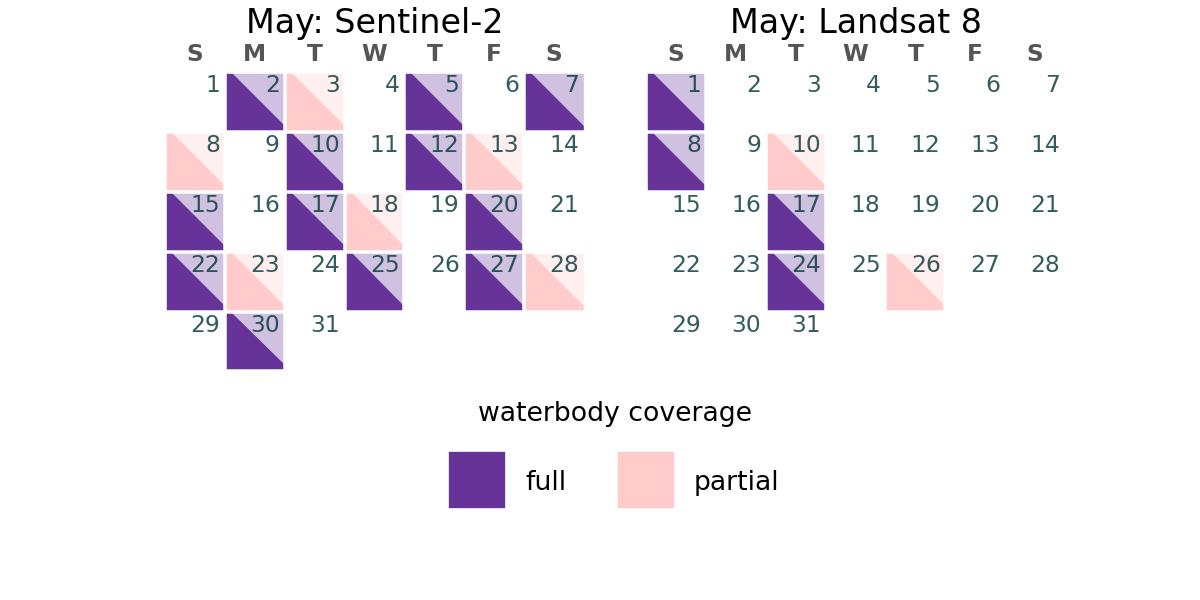 May: Sentinel-2
S M T W T F S
1 2 3 4 5 6 7
8 9 10 11 12 13 14
15 16 17 18 19 20 21
22 23 24 25 26 27 28
29 30 31
May: Landsat 8
S M T W T F S
1 2 3 4 5 6 7
8 9 10 11 12 13 14
15 16 17 18 19 20 21
22 23 24 25 26 27 28
29 30 31
waterbody coverage
full
partial